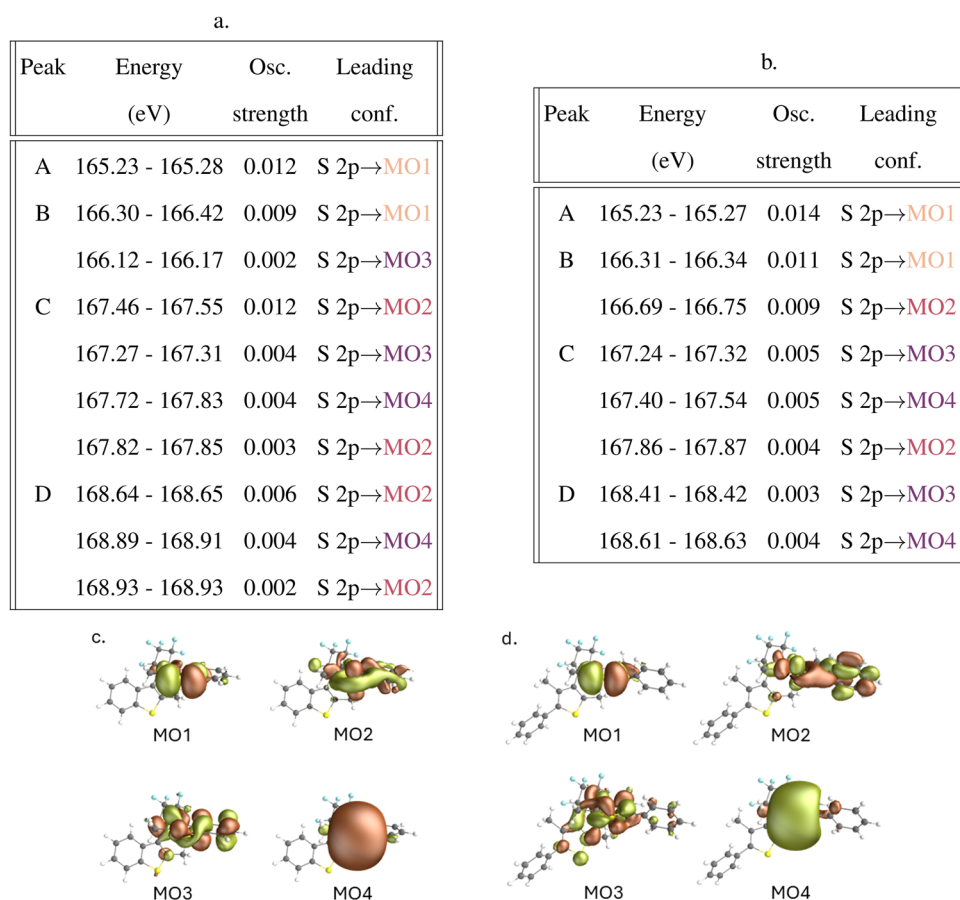 a.
Peak Energy Osc. Leading
(eV) strength conf.
A 165.23 - 165.28 0.012 S 2p→MO1
B 166.30 - 166.42 0.009 S 2p→MO1
166.12 - 166.17 0.002 S 2p→MO3
C 167.46 - 167.55 0.012 S 2p→MO2
167.27 - 167.31 0.004 S 2p→MO3
167.72 - 167.83 0.004 S 2p→MO4
167.82 - 167.85 0.003 S 2p→MO2
D 168.64 - 168.65 0.006 S 2p→MO2
168.89 - 168.91 0.004 S 2p→MO4
168.93 - 168.93 0.002 S 2p→MO2
b.
Peak Energy Osc. Leading
(eV) strength conf.
A 165.23 - 165.27 0.014 S 2p→MO1
B 166.31 - 166.34 0.011 S 2p→MO1
166.69 - 166.75 0.009 S 2p→MO2
C 167.24 - 167.32 0.005 S 2p→MO3
167.40 - 167.54 0.005 S 2p→MO4
167.86 - 167.87 0.004 S 2p→MO2
D 168.41 - 168.42 0.003 S 2p→MO3
168.61 - 168.63 0.004 S 2p→MO4
c.
MO1 MO2
MO3 MO4
d.
MO1 MO2
MO3 MO4